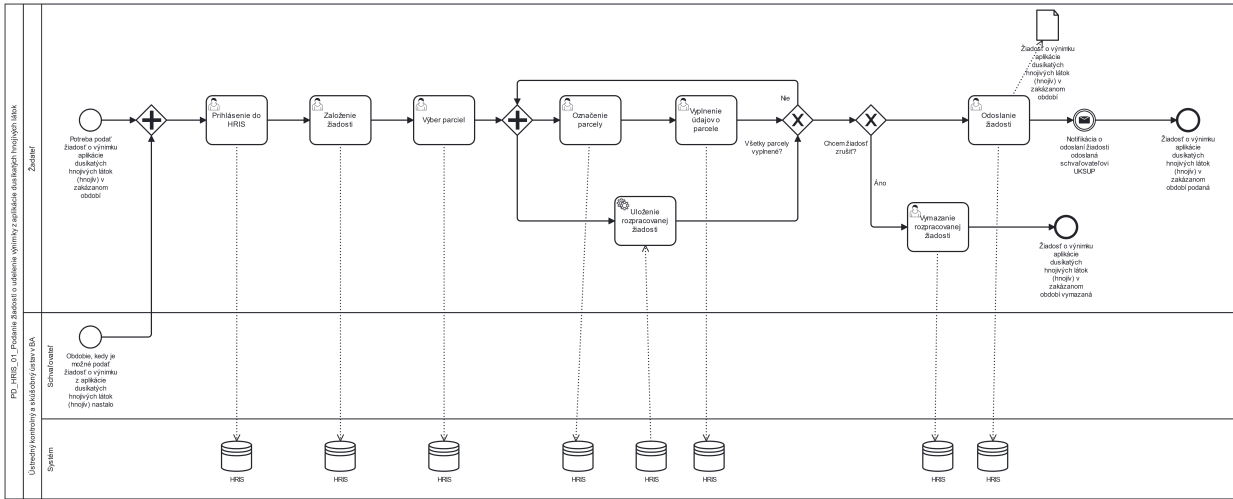 PD_HRIS_01_Podanie žiadosti o udelenie výnimky z aplikácie dusíkatých hnojivých látok
Žiadateľ
Ústredný kontrolný a skúšobný ústav v BA
Schvaľovateľ
Systém
Potreba podať
žiadosť o výnimku
aplikácie
dusíkatých
hnojivých látok
(hnojív) v
zakázanom
období
Prihlásenie do
HRIS
Založenie
žiadosti
Výber parciel
Označenie
parcely
Vyplnenie
údajov o
parcele
Nie
Všetky parcely
vyplnené?
Uloženie
rozpracovanej
žiadosti
Chcem žiadosť
zrušiť?
Áno
Žiadosť o výnimku
aplikácie
dusíkatých
hnojivých látok
(hnojív) v
zakázanom
období
Odoslanie
žiadosti
Notifikácia o
odoslaní žiadosti
odoslaná
schvaľovateľovi
UKSUP
Žiadosť o výnimku
aplikácie
dusíkatých
hnojivých látok
(hnojív) v
zakázanom
období podaná
Vymazanie
rozpracovanej
žiadosti
Žiadosť o výnimku
aplikácie
dusíkatých
hnojivých látok
(hnojív) v
zakázanom
období vymazaná
Obdobie, kedy je
možné podať
žiadosť o výnimku
z aplikácie
dusíkatých
hnojivých látok
(hnojív) nastalo
HRIS
HRIS
HRIS
HRIS
HRIS
HRIS
HRIS
HRIS